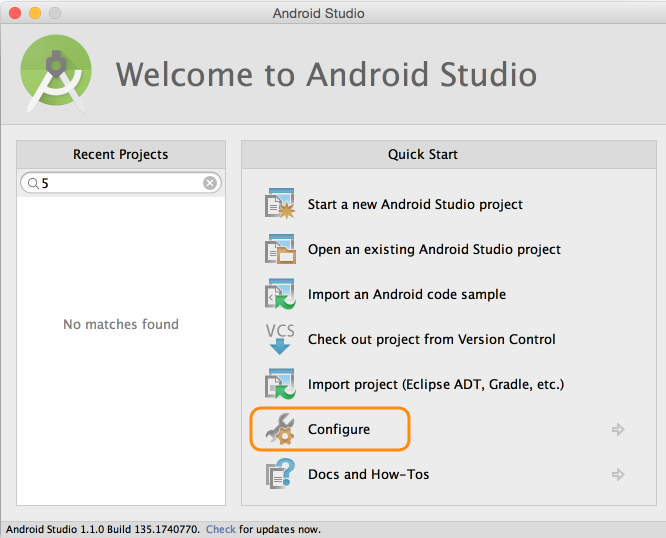 Android Studio
Welcome to Android Studio
Recent Projects
5
No matches found
Quick Start
Start a new Android Studio project
Open an existing Android Studio project
Import an Android code sample
VCS
Check out project from Version Control
Import project (Eclipse ADT, Gradle, etc.)
Configure
Docs and How-Tos
Android Studio 1.1.0 Build 135.1740770. Check for updates now.